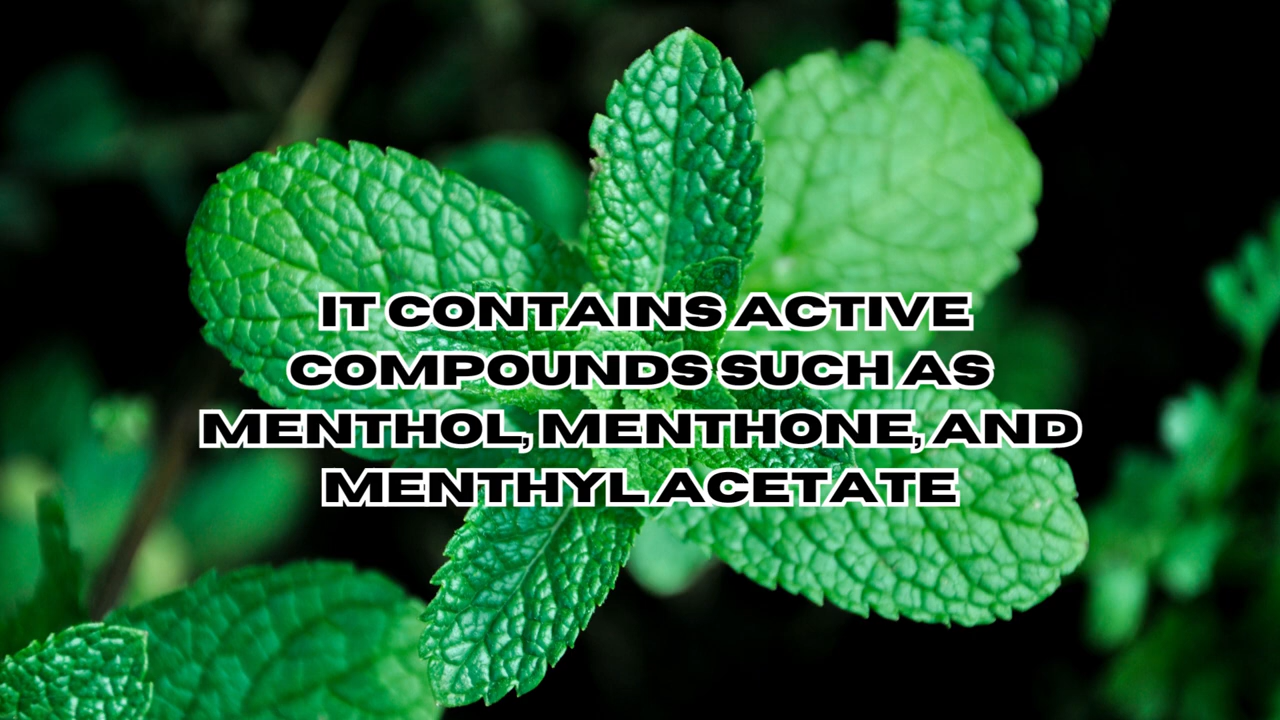 IT CONTAINS ACTIVE
COMPOUNDS SUCH AS
MENTHOL, MENTHONE, AND
MENTHYL ACETATE